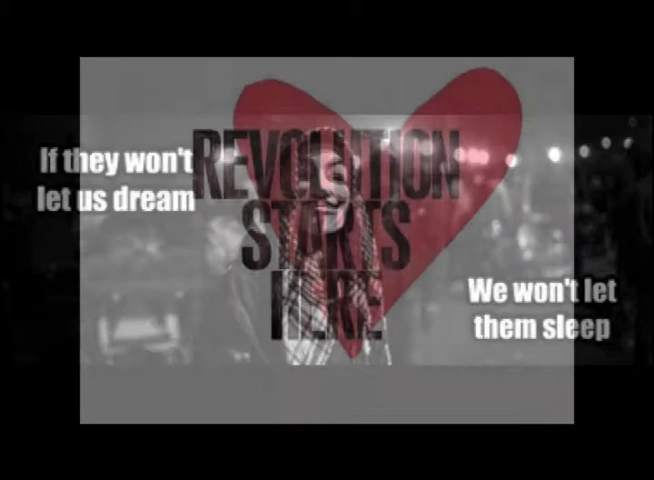 If they won't
let us dream
REVOLUTION
STARTS
HERE
We won't let
them sleep